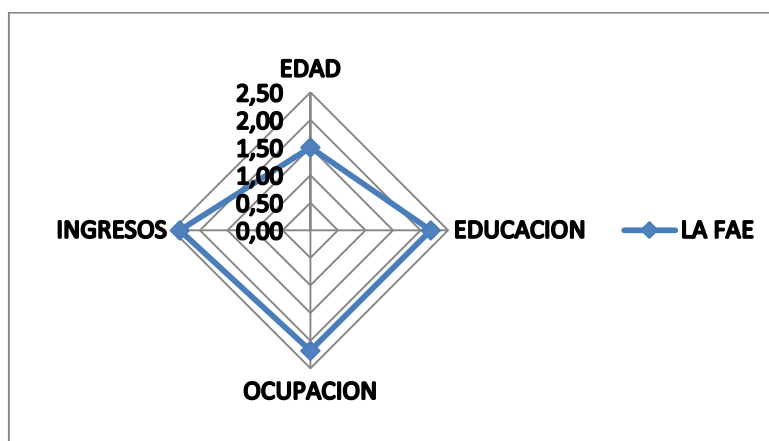 EDAD
2,50
2,00
1,50
1,00
0,50
0,00
INGRESOS
EDUCACION
LA FAE
OCUPACION